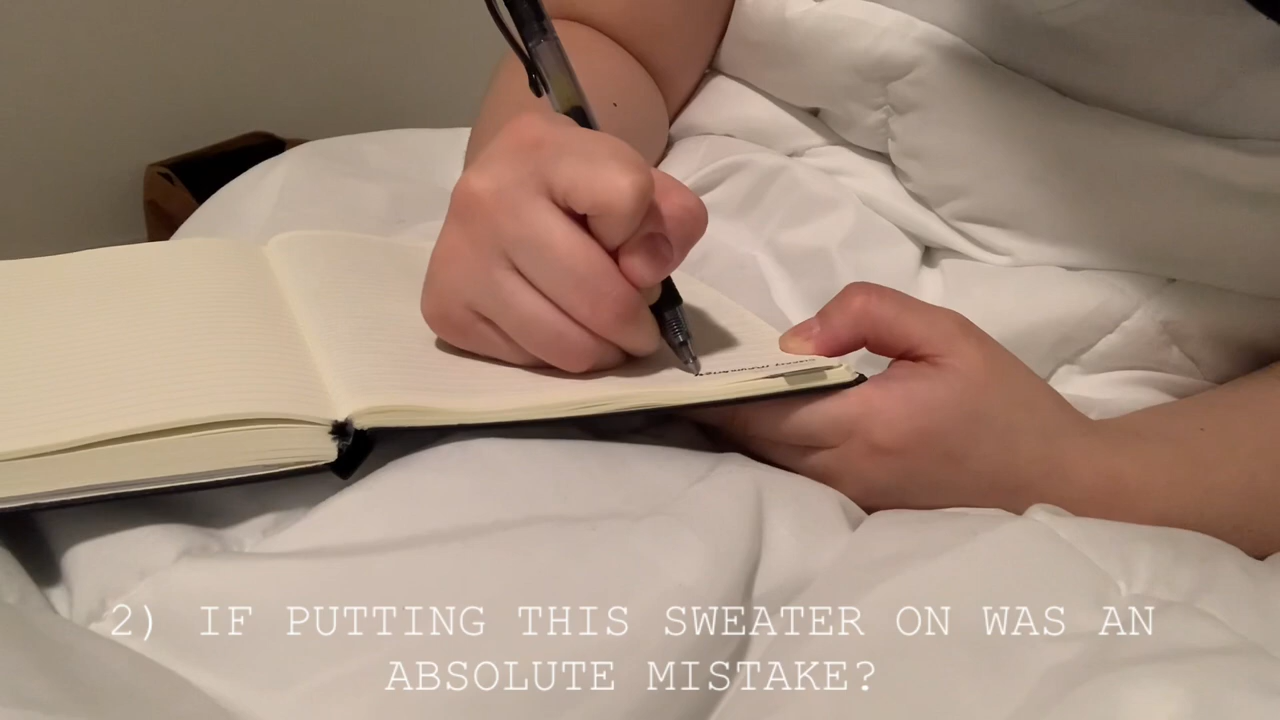 2) IF PUTTING THIS SWEATER ON WAS AN
ABSOLUTE MISTAKE?